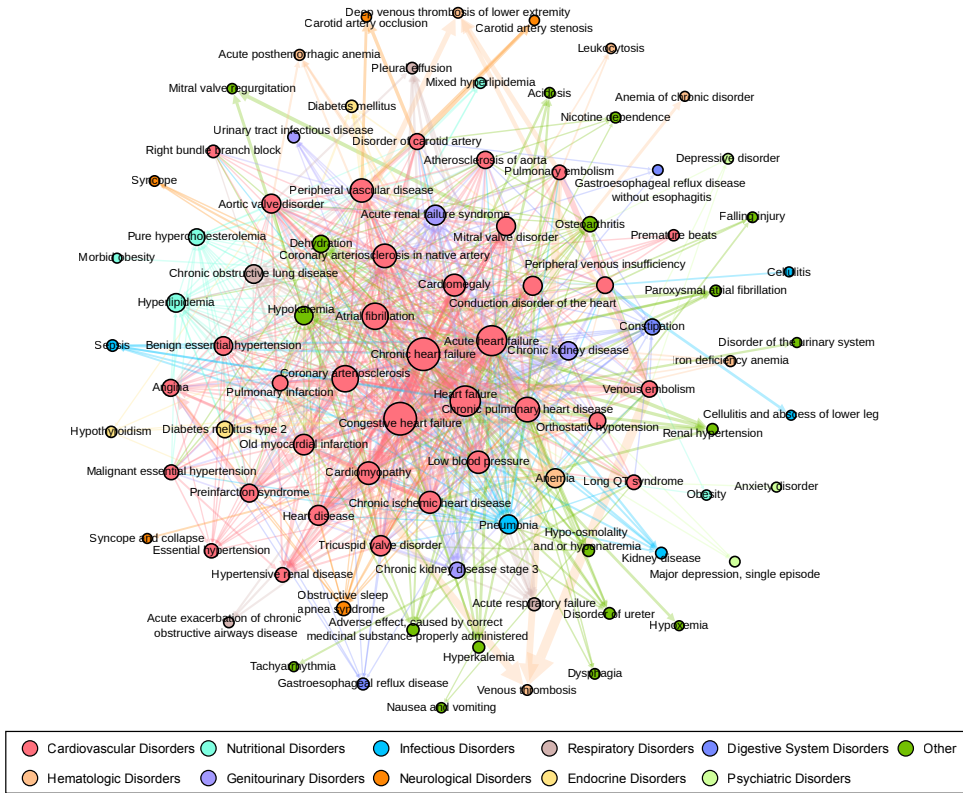 Deep venous thrombosis of lower extremity
Carotid artery occlusion
Carotid artery stenosis
Acute posthemorrhagic anemia
Leukocytosis
Pleural effusion
Mixed hyperlipidemia
Mitral valve regurgitation
Acidosis
Anemia of chronic disorder
Diabetes mellitus
Nicotine dependence
Urinary tract infectious disease
Disorder of carotid artery
Right bundle branch block
Atherosclerosis of aorta
Depressive disorder
Pulmonary embolism
Syncope
Peripheral vascular disease
Gastroesophageal reflux disease
without esophagitis
Aortic valve disorder
Acute renal failure syndrome
Falling injury
Osteoarthritis
Pure hypercholesterolemia
Mitral valve disorder
Premature beats
Dehydration
Coronary arteriosclerosis in native artery
Morbid obesity
Peripheral venous insufficiency
Chronic obstructive lung disease
Cellulitis
Cardiomegaly
Paroxysmal atrial fibrillation
Hyperlipidemia
Conduction disorder of the heart
Hypokalemia
Atrial fibrillation
Constipation
Acute heart failure
Disorder of the urinary system
Sepsis
Benign essential hypertension
Chronic heart failure
Chronic kidney disease
ron deficiency anemia
Coronary arteriosclerosis
Angina
Pulmonary infarction
Heart failure
Venous embolism
Chronic pulmonary heart disease
Cellulitis and abscess of lower leg
Congestive heart failure
Orthostatic hypotension
Hypothyroidism
Diabetes mellitus type 2
Renal hypertension
Old myocardial infarction
Low blood pressure
Malignant essential hypertension
Cardiomyopathy
Anemia
Long QT syndrome
Anxiety disorder
Preinfarction syndrome
Obesity
Chronic ischemic heart disease
Heart disease
Pneumonia
Hypo-osmolality
and or hyponatremia
Syncope and collapse
Tricuspid valve disorder
Essential hypertension
Kidney disease
Chronic kidney disease stage 3
Major depression, single episode
Hypertensive renal disease
Obstructive sleep
apnea syndrome
Acute respiratory failure
Disorder of ureter
Acute exacerbation of chronic
obstructive airways disease
Adverse effect, caused by correct
medicinal substance properly administered
Hypoxemia
Hyperkalemia
Tachyarrhythmia
Dysphagia
Gastroesophageal reflux disease
Venous thrombosis
Nausea and vomiting
Cardiovascular Disorders
Nutritional Disorders
Infectious Disorders
Respiratory Disorders
Digestive System Disorders
Other
Hematologic Disorders
Genitourinary Disorders
Neurological Disorders
Endocrine Disorders
Psychiatric Disorders